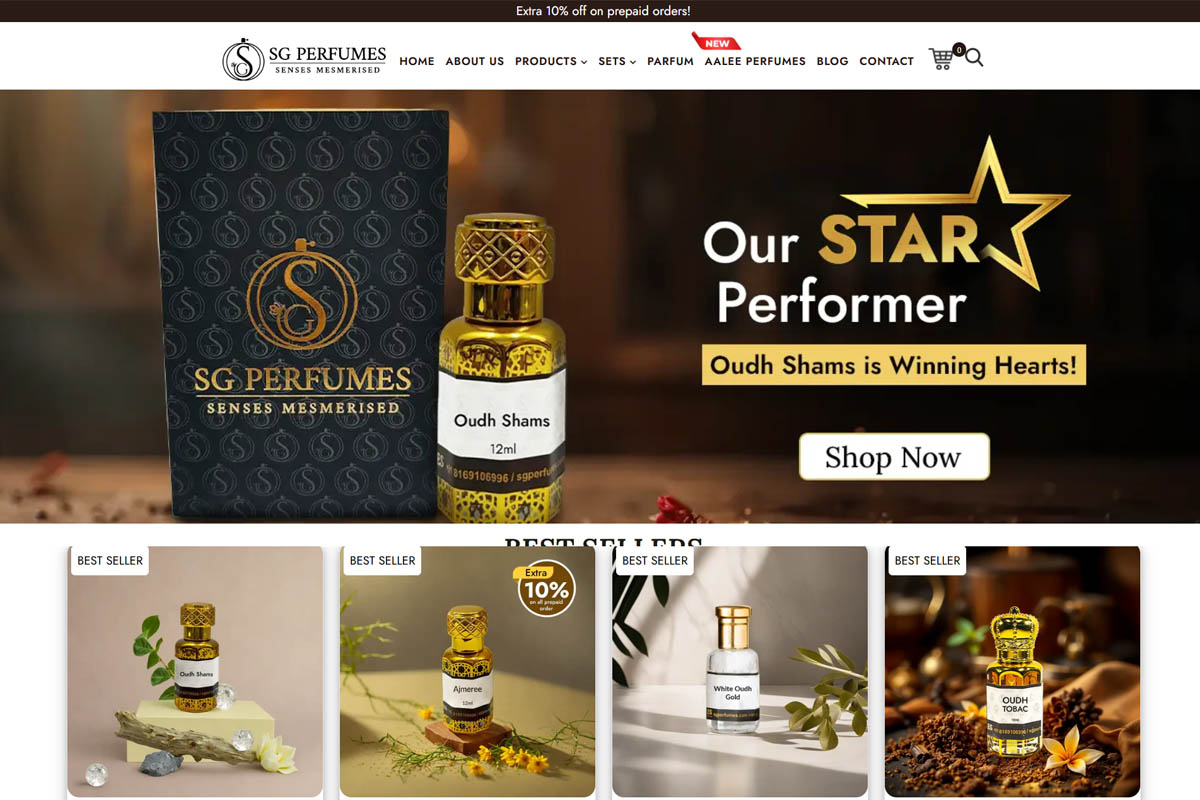 Extra 10% off on prepaid orders!
SG PERFUMES
SENSES MESMERISED
HOME
ABOUT US
PRODUCTS
SETS
PARFUM
NEW
AALEE PERFUMES
BLOG
CONTACT
0
SG PERFUMES
SENSES MESMERISED
Oudh Shams
12ml
8169106996 /
Our STAR
Performer
Oudh Shams is Winning Hearts!
Shop Now
BEST SELLERS
BEST SELLER
Oudh Shams
BEST SELLER
Extra
10%
on all prepaid
order
Ajmeree
12ml
BEST SELLER
White Oudh
Gold
BEST SELLER
OUDH
TOBAC